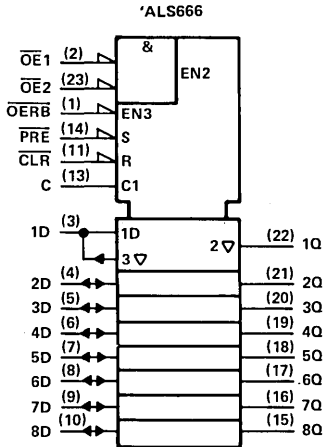 'ALS666
&
OE1 (2)
EN2
OE2 (23)
OERB (1) EN3
PRE (14) S
CLR (11) R
C (13) C1
1D (3) 1D 2 ▽ (22) 1Q
3 ▽
2D (4) (21) 2Q
3D (5) (20) 3Q
4D (6) (19) 4Q
5D (7) (18) 5Q
6D (8) (17) 6Q
7D (9) (16) 7Q
8D (10) (15) 8Q